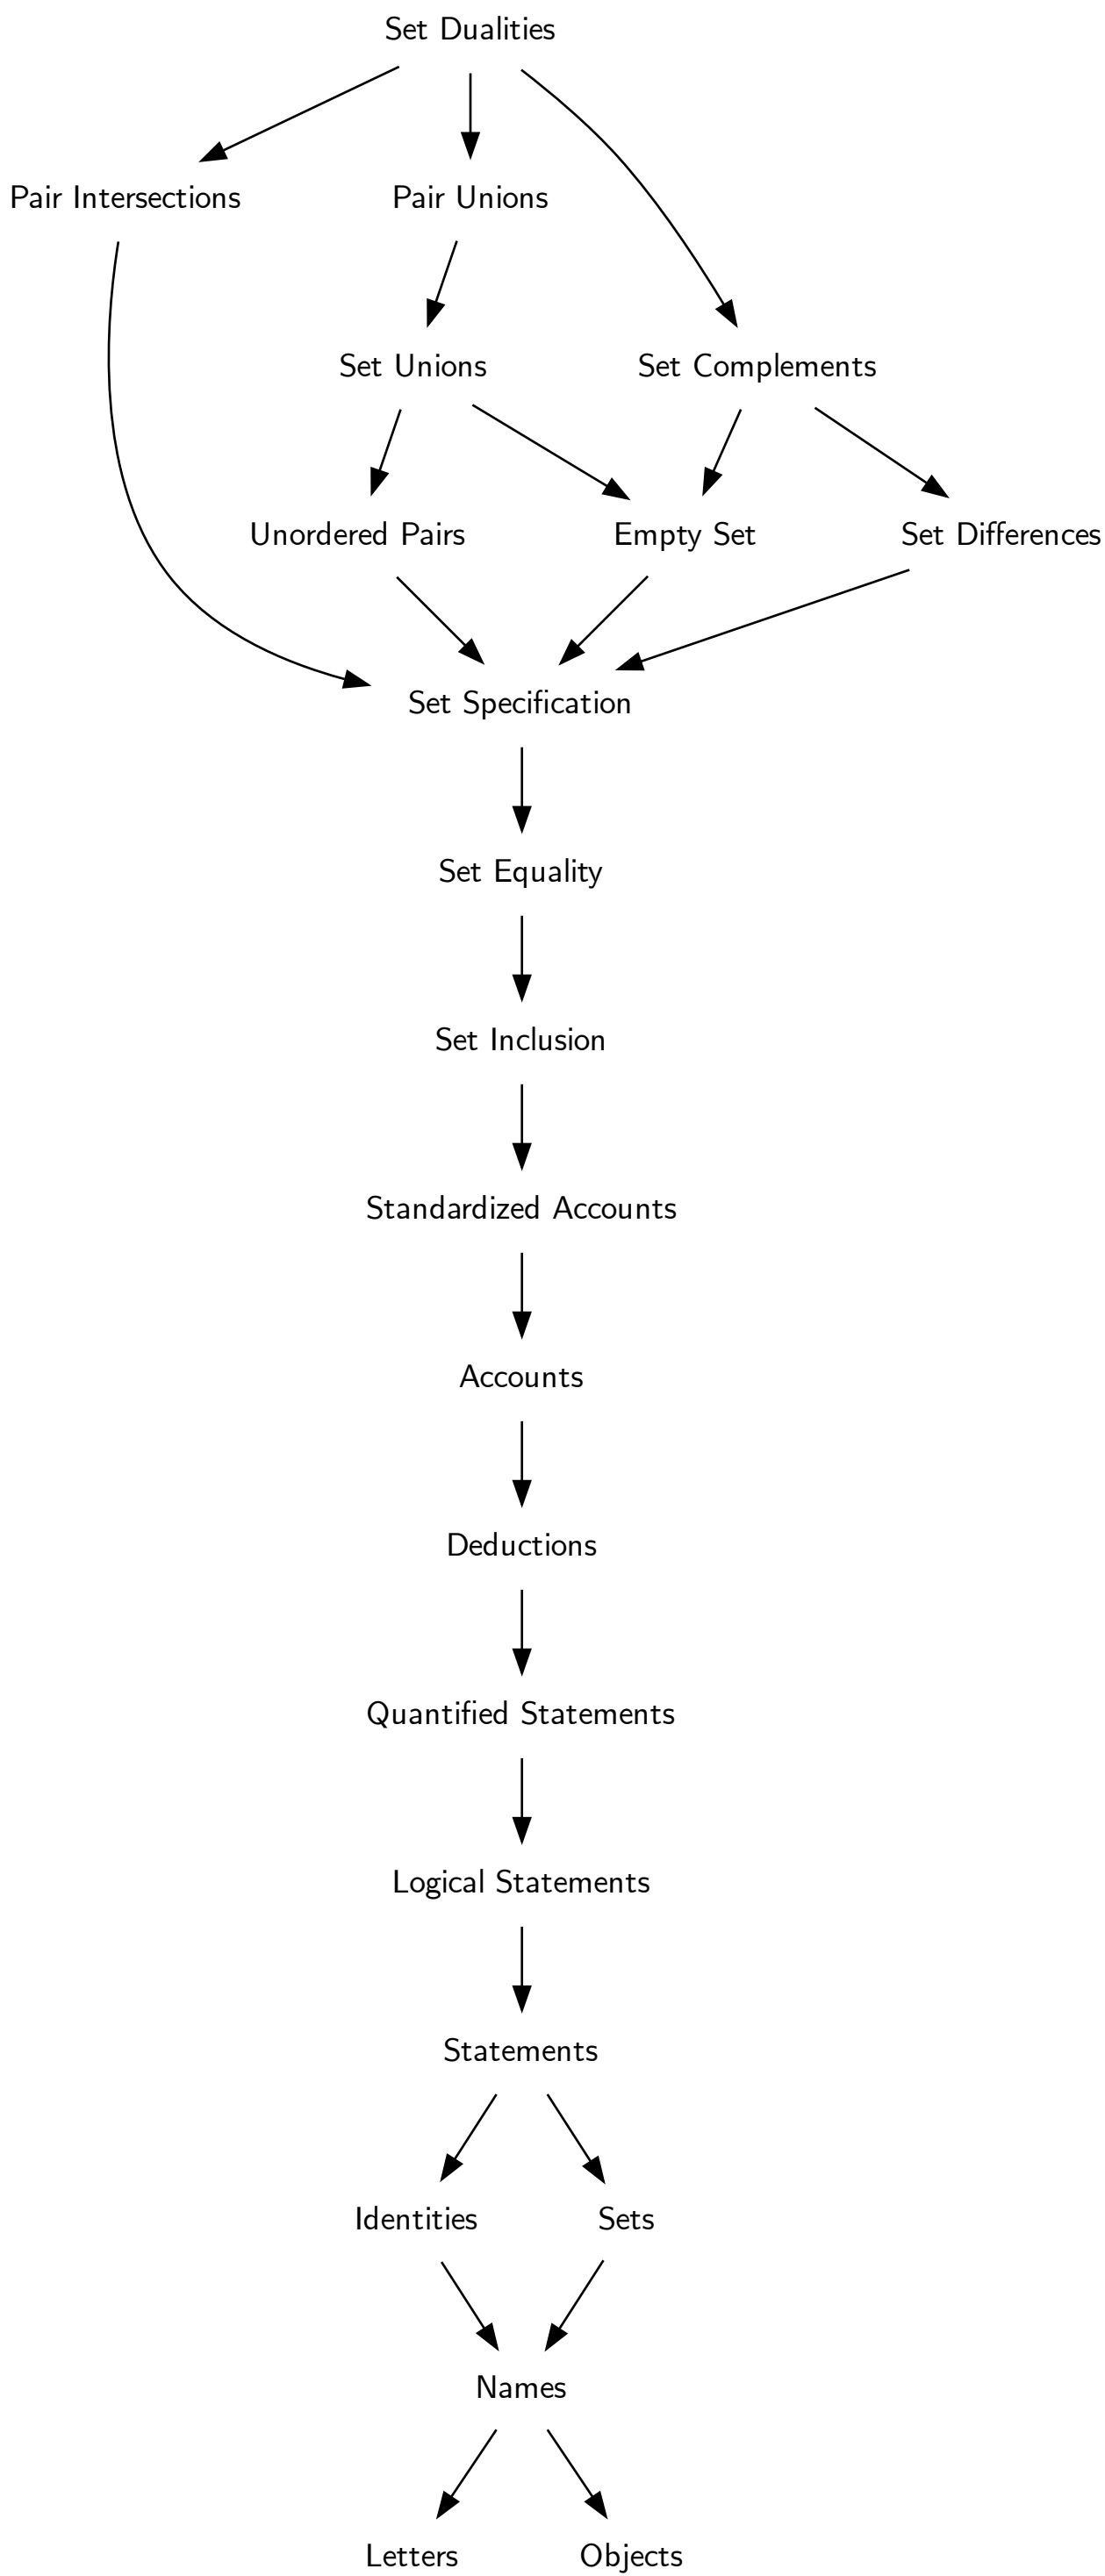 Set Dualities
Pair Intersections
Pair Unions
Set Unions
Set Complements
Unordered Pairs
Empty Set
Set Differences
Set Specification
Set Equality
Set Inclusion
Standardized Accounts
Accounts
Deductions
Quantified Statements
Logical Statements
Statements
Identities
Sets
Names
Letters
Objects